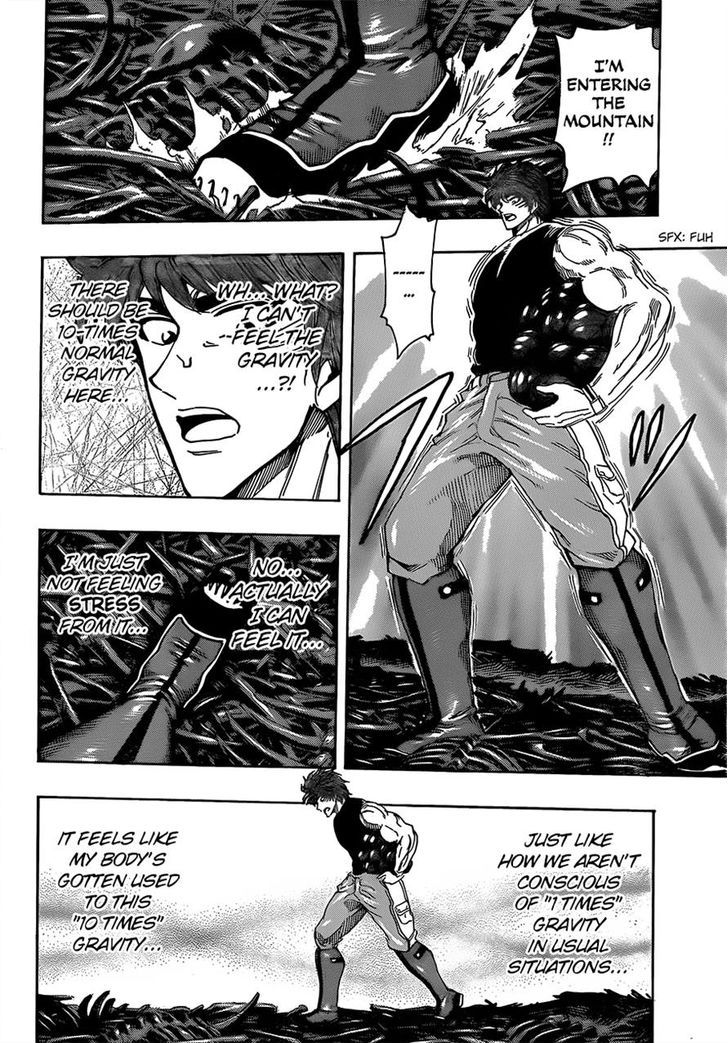 I'M
ENTERING
THE
MOUNTAIN
!!
SFX: FUH
-----
...
WH... WHAT?
I CAN'T
FEEL THE
GRAVITY
...?!
THERE
SHOULD BE
10 TIMES
NORMAL
GRAVITY
HERE...
NO...
ACTUALLY
I CAN
FEEL IT...
I'M JUST
NOT FEELING
STRESS
FROM IT...
JUST LIKE
HOW WE AREN'T
CONSCIOUS
OF "1 TIMES"
GRAVITY
IN USUAL
SITUATIONS...
IT FEELS LIKE
MY BODY'S
GOTTEN USED
TO THIS
"10 TIMES"
GRAVITY...